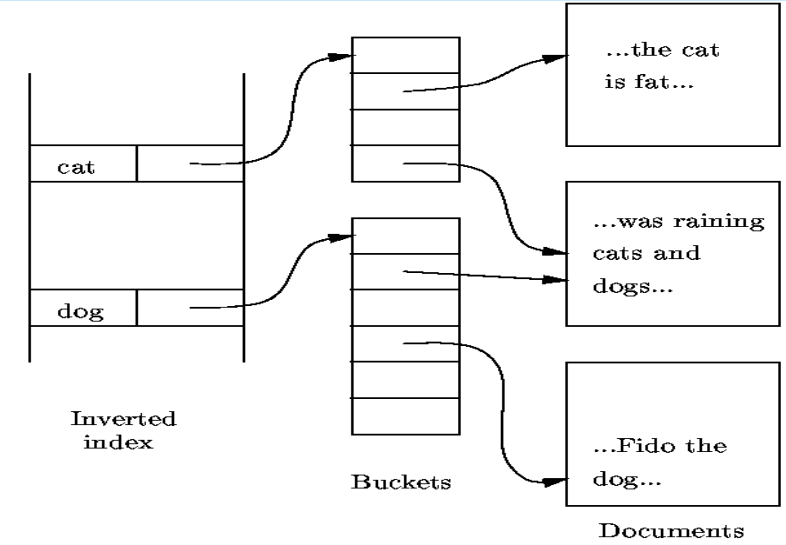 cat
dog
Inverted
index
Buckets
...the cat
is fat...
...was raining
cats and
dogs...
...Fido the
dog...
Documents